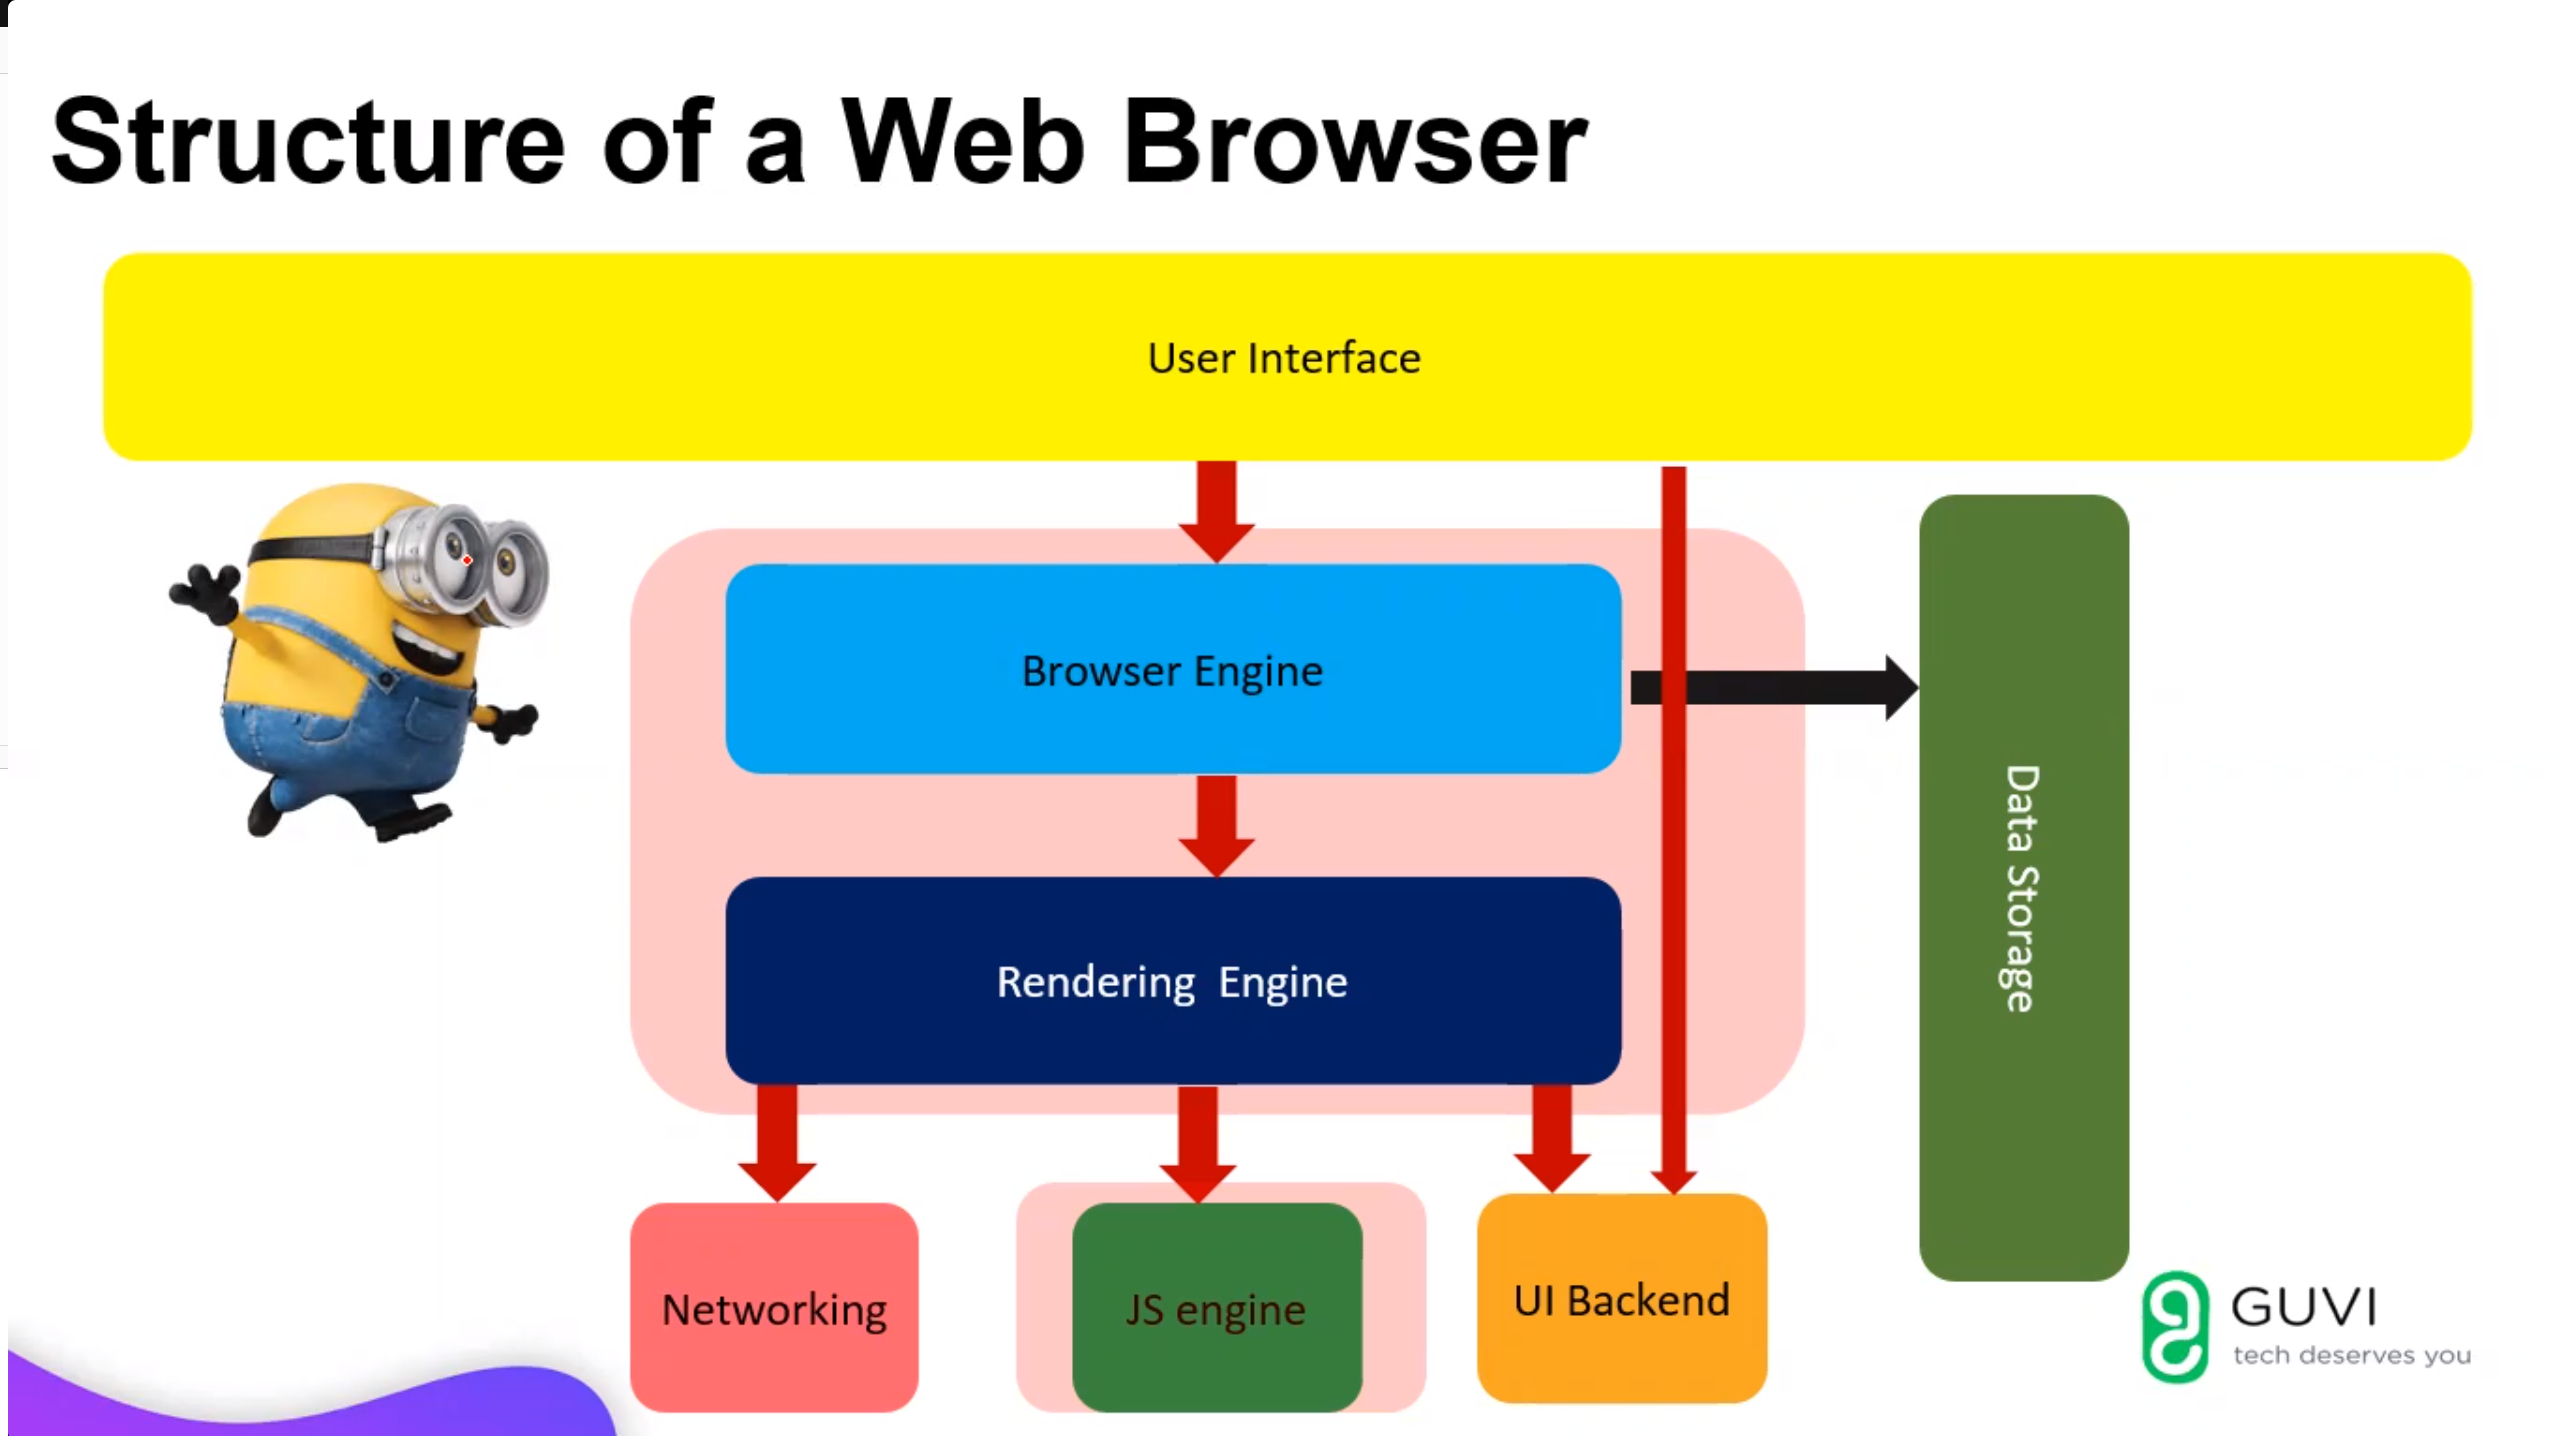 Structure of a Web Browser
User Interface
Browser Engine
Data Storage
Rendering Engine
Networking
JS engine
UI Backend
GUVI
tech deserves you